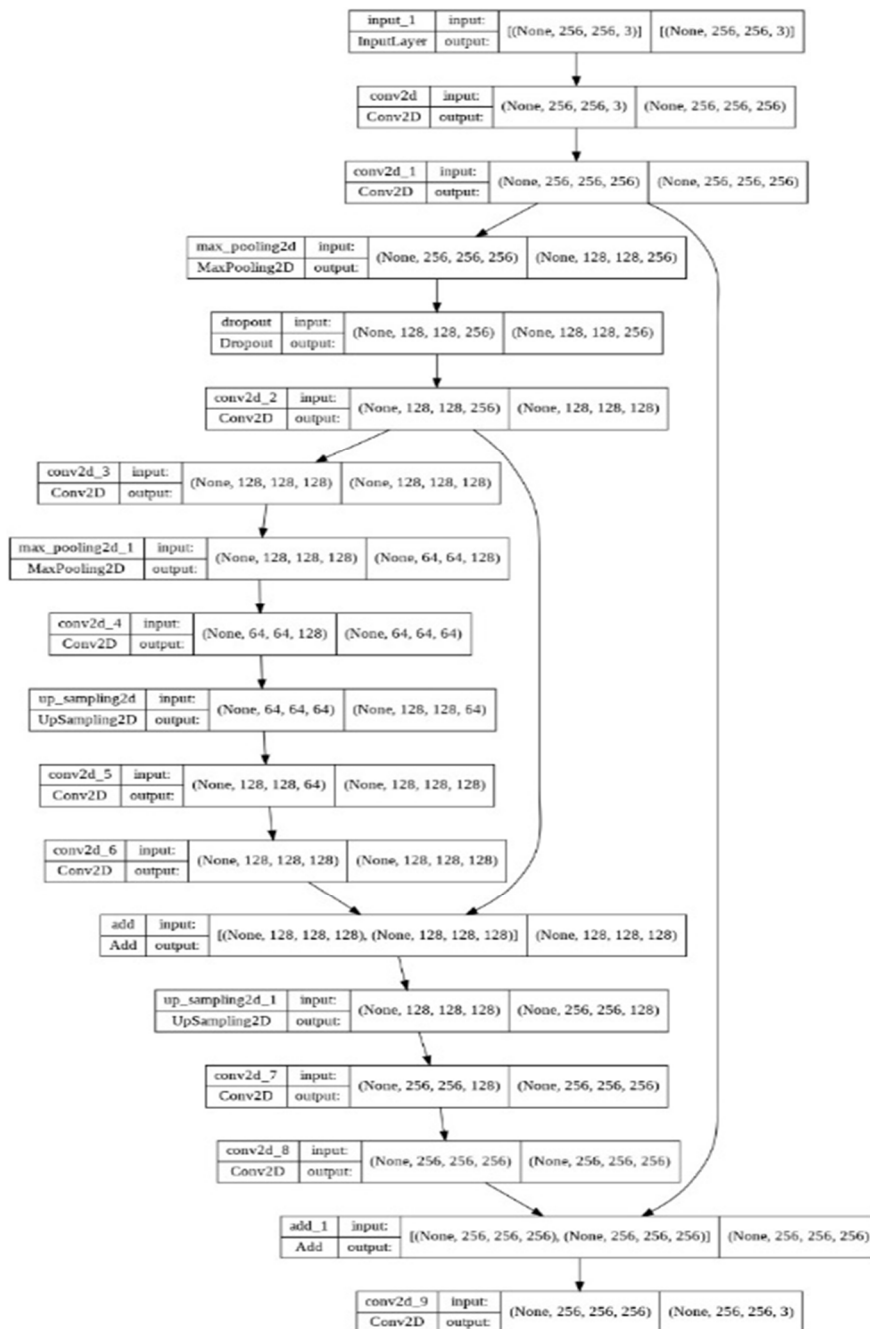 input_1 input: [(None, 256, 256, 3)] [(None, 256, 256, 3)]
InputLayer output:
conv2d input: (None, 256, 256, 3) (None, 256, 256, 256)
Conv2D output:
conv2d_1 input: (None, 256, 256, 256) (None, 256, 256, 256)
Conv2D output:
max_pooling2d input: (None, 256, 256, 256) (None, 128, 128, 256)
MaxPooling2D output:
dropout input: (None, 128, 128, 256) (None, 128, 128, 256)
Dropout output:
conv2d_2 input: (None, 128, 128, 256) (None, 128, 128, 128)
Conv2D output:
conv2d_3 input: (None, 128, 128, 128) (None, 128, 128, 128)
Conv2D output:
max_pooling2d_1 input: (None, 128, 128, 128) (None, 64, 64, 128)
MaxPooling2D output:
conv2d_4 input: (None, 64, 64, 128) (None, 64, 64, 64)
Conv2D output:
up_sampling2d input: (None, 64, 64, 64) (None, 128, 128, 64)
UpSampling2D output:
conv2d_5 input: (None, 128, 128, 64) (None, 128, 128, 128)
Conv2D output:
conv2d_6 input: (None, 128, 128, 128) (None, 128, 128, 128)
Conv2D output:
add input: [(None, 128, 128, 128), (None, 128, 128, 128)] (None, 128, 128, 128)
Add output:
up_sampling2d_1 input: (None, 128, 128, 128) (None, 256, 256, 128)
UpSampling2D output:
conv2d_7 input: (None, 256, 256, 128) (None, 256, 256, 256)
Conv2D output:
conv2d_8 input: (None, 256, 256, 256) (None, 256, 256, 256)
Conv2D output:
add_1 input: [(None, 256, 256, 256), (None, 256, 256, 256)] (None, 256, 256, 256)
Add output:
conv2d_9 input: (None, 256, 256, 256) (None, 256, 256, 3)
Conv2D output: